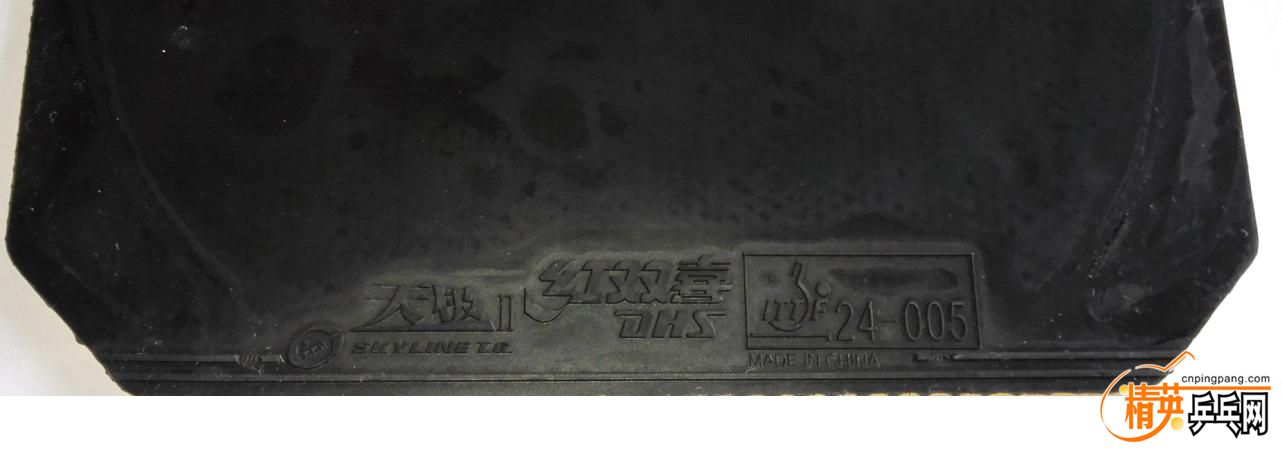 天极 II
SKYLINE T.G.
红双喜
DHS
ITTF 24-005
MADE IN CHINA
cnpingpang.com
精英乒乓网